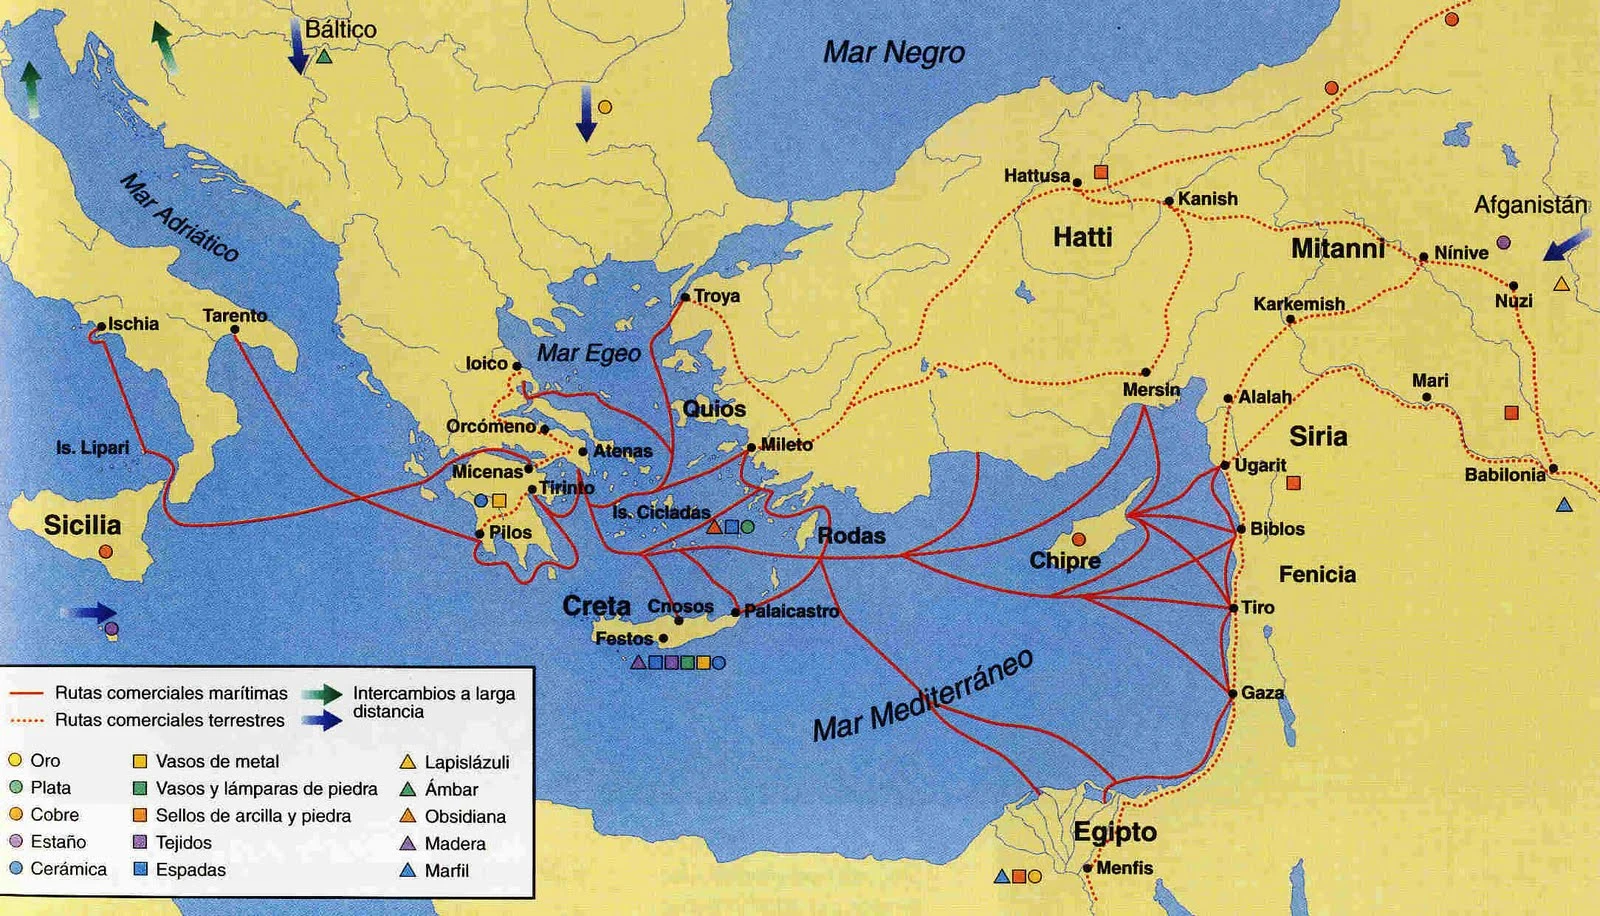 Báltico
Mar Negro
Mar Adriático
Hattusa
Kanish
Hatti
Afganistán
Mitanni
Nínive
Nuzi
Karkemish
Troya
Ischia
Tarento
Ioico
Mar Egeo
Mersin
Mari
Alalah
Quios
Orcómeno
Atenas
Mileto
Siria
Is. Lipari
Micenas
Tirinto
Ugarit
Babilonia
Is. Cicladas
Sicilia
Pilos
Rodas
Biblos
Chipre
Fenicia
Creta
Cnosos
Palaicastro
Tiro
Festos
Mar Mediterráneo
Gaza
Egipto
Menfis
Rutas comerciales marítimas
Rutas comerciales terrestres
Intercambios a larga
distancia
Oro
Plata
Cobre
Estaño
Cerámica
Vasos de metal
Vasos y lámparas de piedra
Sellos de arcilla y piedra
Tejidos
Espadas
Lapislázuli
Ámbar
Obsidiana
Madera
Marfil